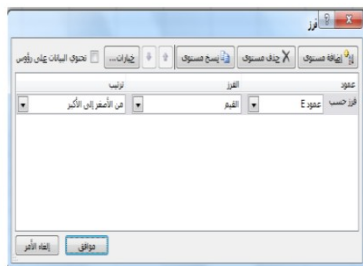 فرز
إضافة مستوى حذف مستوى نسخ مستوى خيارات... تحتوي البيانات على رؤوس
عمود الفرز ترتيب
فرز حسب عمود E القيم من الأصغر إلى الأكبر
موافق إلغاء الأمر